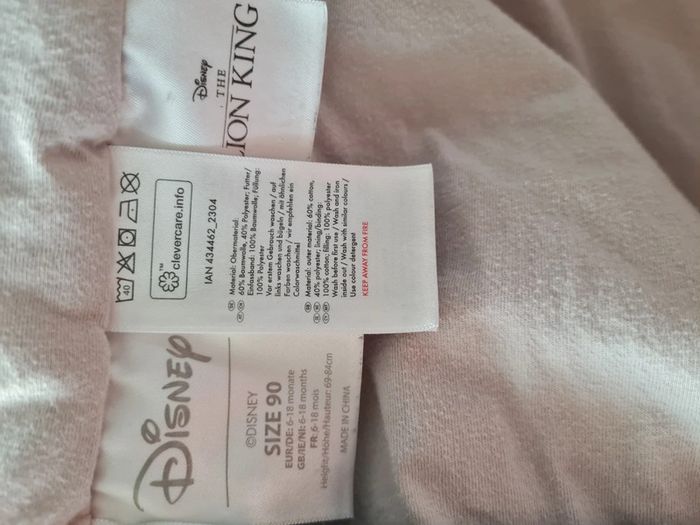 Disney
THE
LION KING
40
clevercare.info
TM
IAN 434462_2304
Material: Obermaterial:
60% Baumwolle, 40% Polyester; Futter/
Einfassband: 100% Baumwolle; Füllung:
100% Polyester
Vor ersten Gebrauch waschen / auf
links waschen und bügeln / mit ähnlichen
Farben waschen / wir empfehlen ein
Colorwaschmittel
Material: outer material: 60% cotton,
40% polyester; lining/binding:
100% cotton; filling: 100% polyester
Wash before first use / Wash and iron
inside out / Wash with similar colours /
Use colour detergent
KEEP AWAY FROM FIRE
Disney
©DISNEY
SIZE 90
EUR/DE: 6-18 monate
GB/IE/NI: 6-18 months
FR: 6-18 mois
Height/Höhe/Hauteur: 69-84cm
MADE IN CHINA